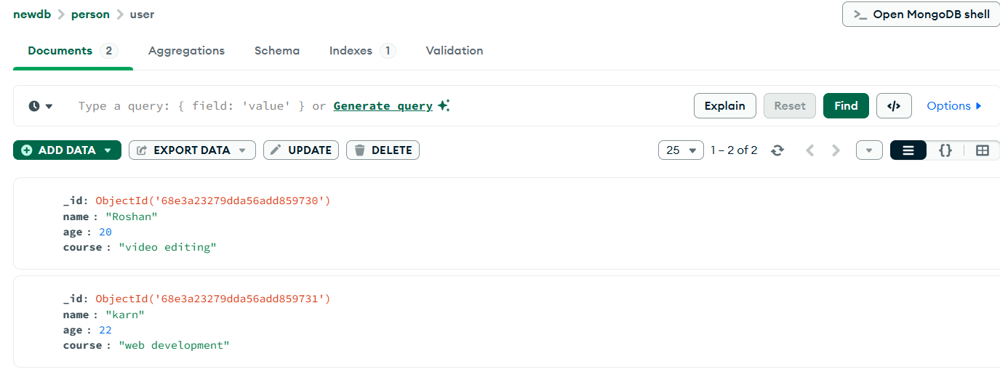 newdb > person > user
>_ Open MongoDB shell
Documents 2 Aggregations Schema Indexes 1 Validation
Type a query: { field: 'value' } or Generate query
Explain Reset Find </> Options
ADD DATA EXPORT DATA UPDATE DELETE 25 1 – 2 of 2 {}
_id: ObjectId('68e3a23279dda56add859730')
name : "Roshan"
age : 20
course : "video editing"
_id: ObjectId('68e3a23279dda56add859731')
name : "karn"
age : 22
course : "web development"